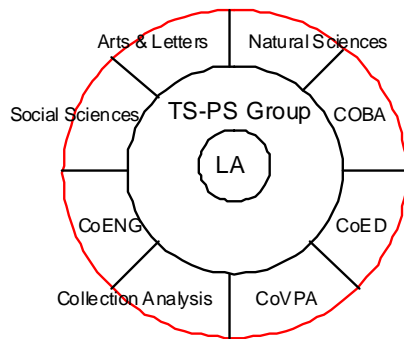 Arts & Letters
Natural Sciences
Social Sciences
TS-PS Group
COBA
LA
CoENG
CoED
Collection Analysis
CoVPA